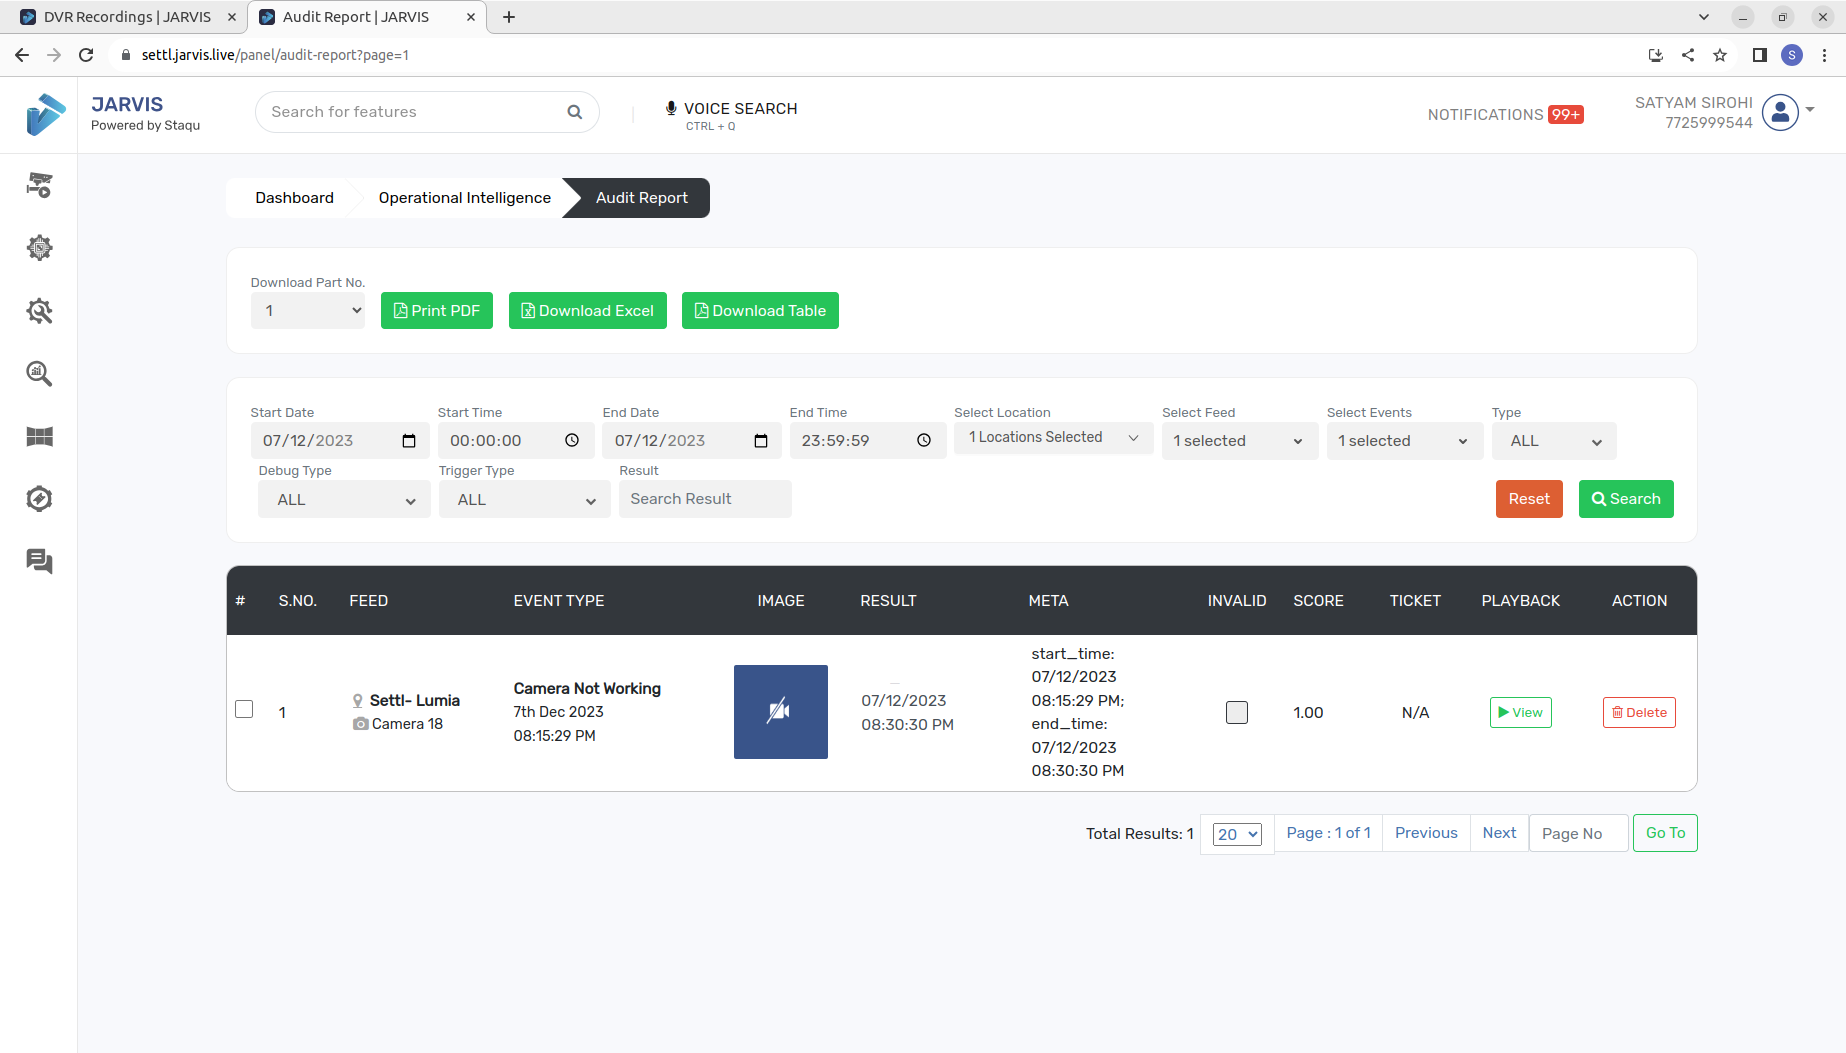 DVR Recordings | JARVIS
Audit Report | JARVIS
settl.jarvis.live/panel/audit-report?page=1
S
JARVIS
Powered by Staqu
Search for features
VOICE SEARCH
CTRL + Q
NOTIFICATIONS 99+
SATYAM SIROHI
7725999544
Dashboard
Operational Intelligence
Audit Report
Download Part No.
1
Print PDF
Download Excel
Download Table
Start Date
Start Time
End Date
End Time
Select Location
Select Feed
Select Events
Type
07/12/2023
00:00:00
07/12/2023
23:59:59
1 Locations Selected
1 selected
1 selected
ALL
Debug Type
Trigger Type
Result
ALL
ALL
Search Result
Reset
Search
# S.NO. FEED EVENT TYPE IMAGE RESULT META INVALID SCORE TICKET PLAYBACK ACTION
1
Settl- Lumia
Camera 18
Camera Not Working
7th Dec 2023
08:15:29 PM
07/12/2023
08:30:30 PM
start_time:
07/12/2023
08:15:29 PM;
end_time:
07/12/2023
08:30:30 PM
1.00
N/A
View
Delete
Total Results: 1
20
Page : 1 of 1
Previous
Next
Page No
Go To